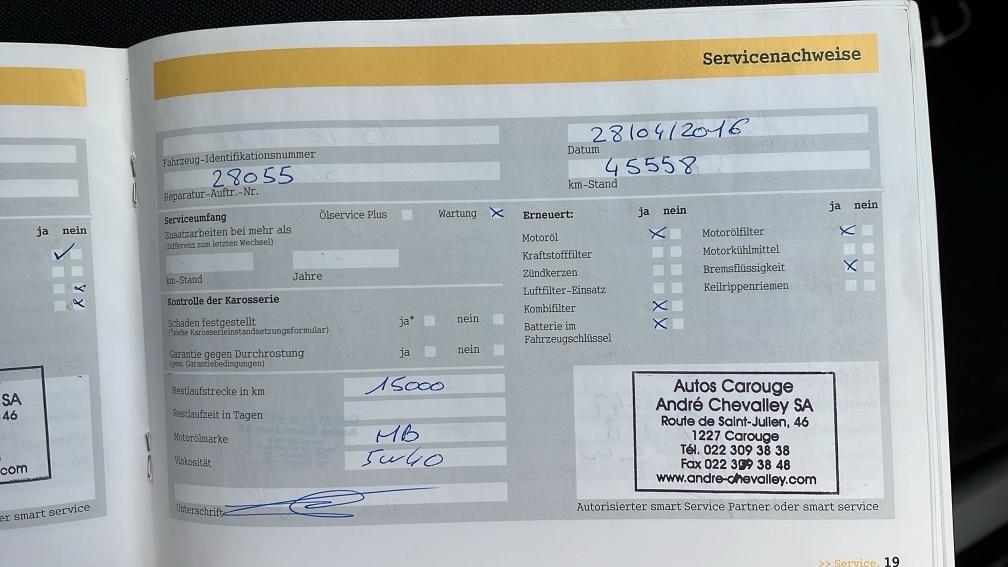 Servicenachweise
ja nein
SA
46
com
er smart service
Fahrzeug-Identifikationsnummer
28055
Reparatur-Auftr.-Nr.
28/04/2016
Datum
45558
km-Stand
Serviceumfang
Ölservice Plus
Wartung
Zusatzarbeiten bei mehr als
(Differenz zum letzten Wechsel)
km-Stand
Jahre
Kontrolle der Karosserie
Schaden festgestellt
(*siehe Karosserieinstandsetzungsformular)
ja*
nein
Garantie gegen Durchrostung
(gem. Garantiebedingungen)
ja
nein
Restlaufstrecke in km
15000
Restlaufzeit in Tagen
Motorölmarke
MB
Viskosität
5w40
Unterschrift
Erneuert:
ja nein
Motoröl
Kraftstofffilter
Zündkerzen
Luftfilter-Einsatz
Kombifilter
Batterie im
Fahrzeugschlüssel
ja nein
Motorölfilter
Motorkühlmittel
Bremsflüssigkeit
Keilrippenriemen
Autos Carouge
André Chevalley SA
Route de Saint-Julien, 46
1227 Carouge
Tél. 022 309 38 38
Fax 022 309 38 48
www.andre-chevalley.com
Autorisierter smart Service Partner oder smart service
>> Service. 19